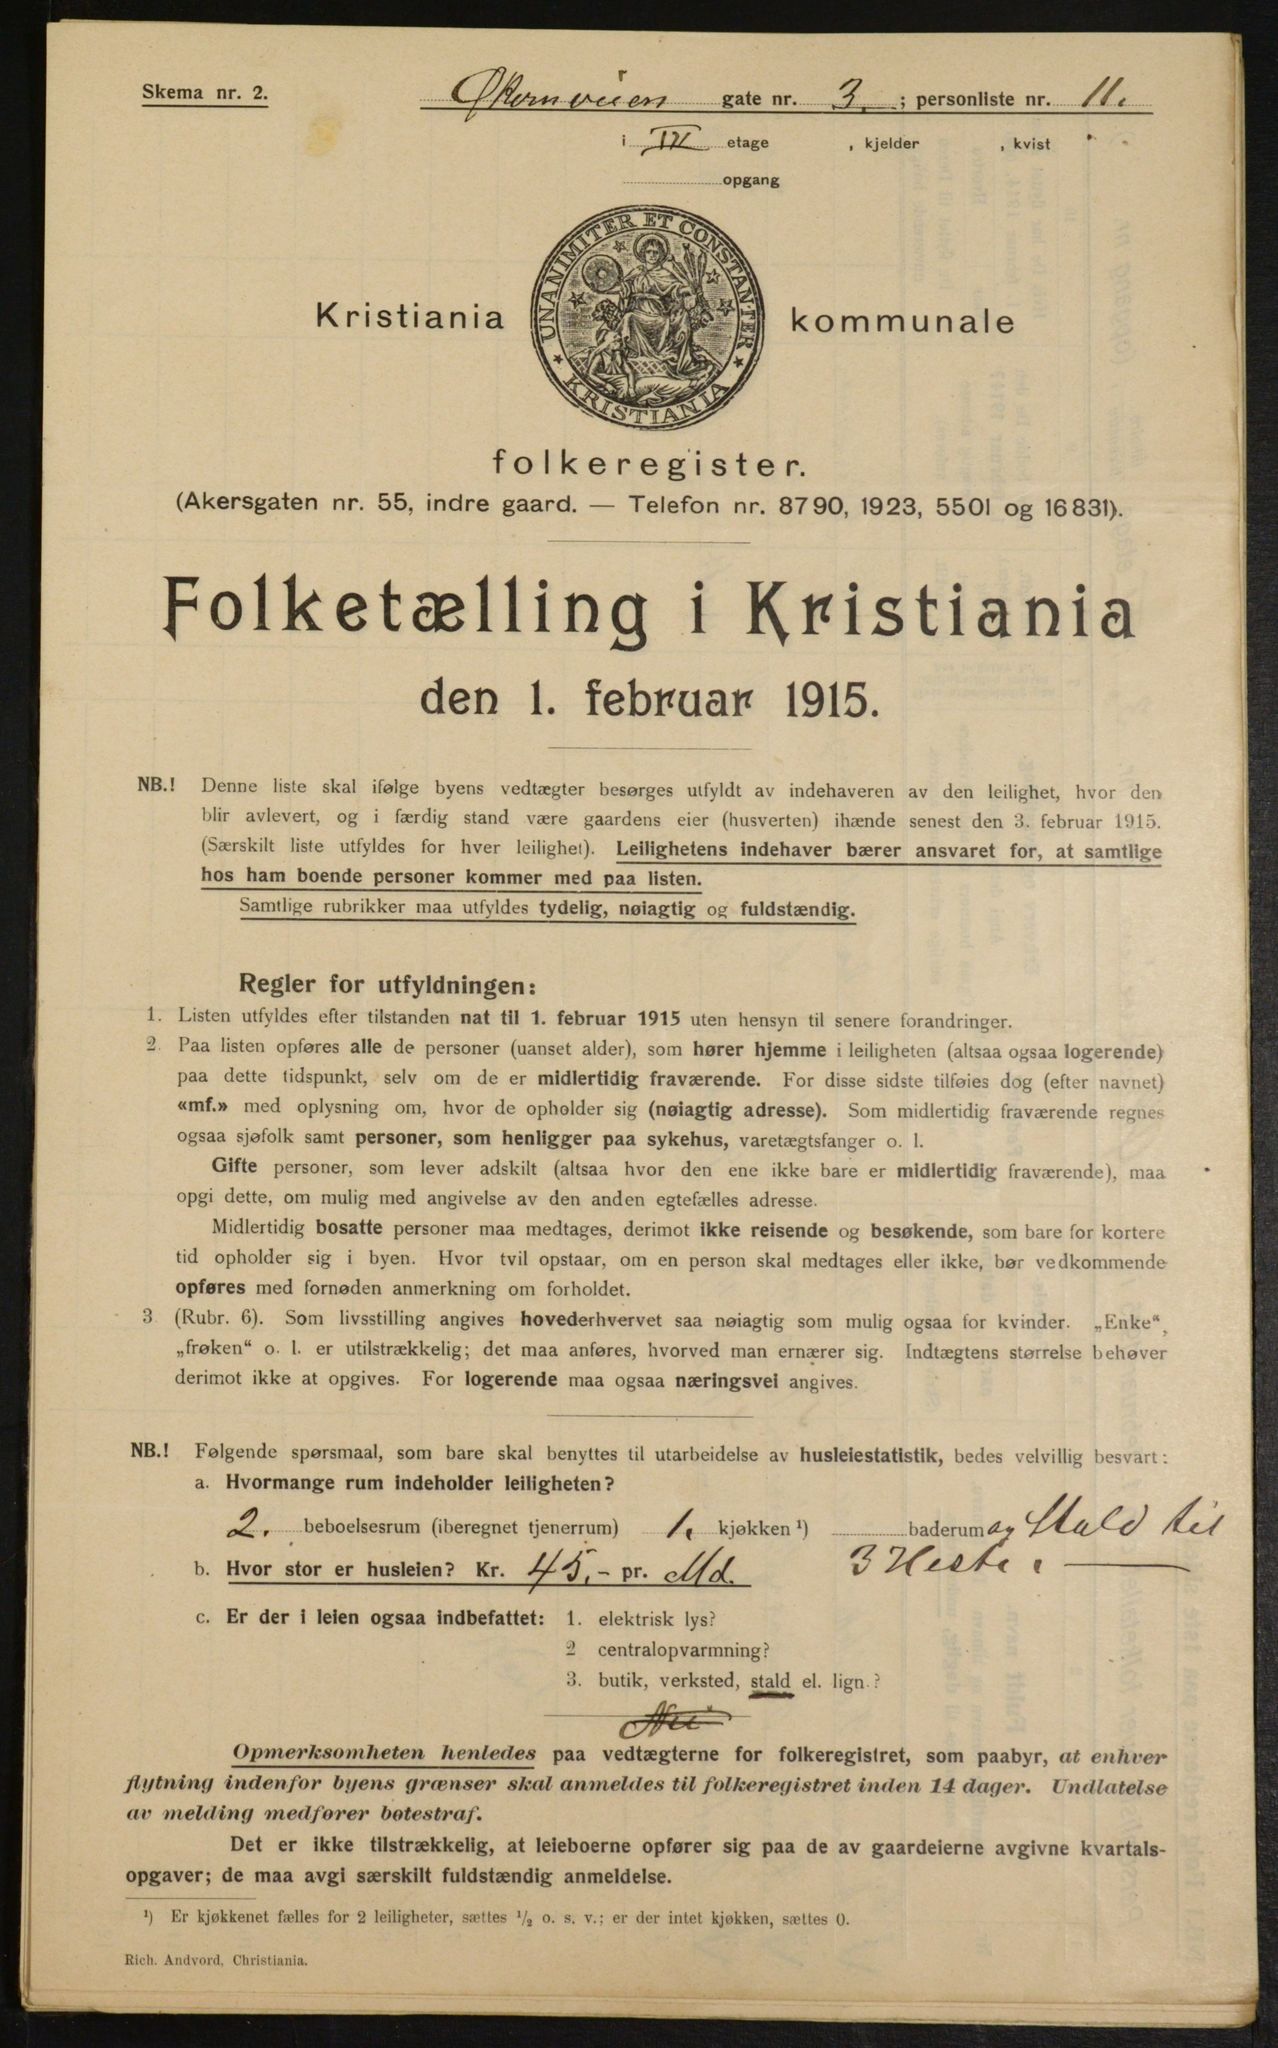 Skema nr. 2.
Økernveien gate nr. 3. ; personliste nr. 11.
i III etage , kjelder , kvist
opgang
UNANIMITER ET CONSTANTER
KRISTIANIA
Kristiania kommunale
folkeregister.
(Akersgaten nr. 55, indre gaard. — Telefon nr. 8790, 1923, 5501 og 16831).
Folketælling i Kristiania
den 1. februar 1915.
NB.! Denne liste skal ifølge byens vedtægter besørges utfyldt av indehaveren av den leilighet, hvor den
blir avlevert, og i færdig stand være gaardens eier (husverten) ihænde senest den 3. februar 1915.
(Særskilt liste utfyldes for hver leilighet). Leilighetens indehaver bærer ansvaret for, at samtlige
hos ham boende personer kommer med paa listen.
Samtlige rubrikker maa utfyldes tydelig, nøiagtig og fuldstændig.
Regler for utfyldningen:
1. Listen utfyldes efter tilstanden nat til 1. februar 1915 uten hensyn til senere forandringer.
2. Paa listen opføres alle de personer (uanset alder), som hører hjemme i leiligheten (altsaa ogsaa logerende)
paa dette tidspunkt, selv om de er midlertidig fraværende. For disse sidste tilføies dog (efter navnet)
«mf.» med oplysning om, hvor de opholder sig (nøiagtig adresse). Som midlertidig fraværende regnes
ogsaa sjøfolk samt personer, som henligger paa sykehus, varetægtsfanger o. l.
Gifte personer, som lever adskilt (altsaa hvor den ene ikke bare er midlertidig fraværende), maa
opgi dette, om mulig med angivelse av den anden egtefælles adresse.
Midlertidig bosatte personer maa medtages, derimot ikke reisende og besøkende, som bare for kortere
tid opholder sig i byen. Hvor tvil opstaar, om en person skal medtages eller ikke, bør vedkommende
opføres med fornøden anmerkning om forholdet.
3 (Rubr. 6). Som livsstilling angives hovederhvervet saa nøiagtig som mulig ogsaa for kvinder. „Enke“,
„frøken“ o. l. er utilstrækkelig; det maa anføres, hvorved man ernærer sig. Indtægtens størrelse behøver
derimot ikke at opgives. For logerende maa ogsaa næringsvei angives.
NB.! Følgende spørsmaal, som bare skal benyttes til utarbeidelse av husleiestatistik, bedes velvillig besvart:
a. Hvormange rum indeholder leiligheten?
2. beboelsesrum (iberegnet tjenerrum) 1. kjøkken ¹) baderum og Stald til
3 Heste.
b. Hvor stor er husleien? Kr. 45.- pr. Md.
c. Er der i leien ogsaa indbefattet: 1. elektrisk lys?
2 centralopvarmning?
3. butik, verksted, stald el. lign.?
Nei
Opmerksomheten henledes paa vedtægterne for folkeregistret, som paabyr, at enhver
flytning indenfor byens grænser skal anmeldes til folkeregistret inden 14 dager. Undlatelse
av melding medfører bøtestraf.
Det er ikke tilstrækkelig, at leieboerne opfører sig paa de av gaardeierne avgivne kvartals-
opgaver; de maa avgi særskilt fuldstændig anmeldelse.
¹) Er kjøkkenet fælles for 2 leiligheter, sættes ½ o. s. v.; er der intet kjøkken, sættes 0.
Rich. Andvord, Christiania.